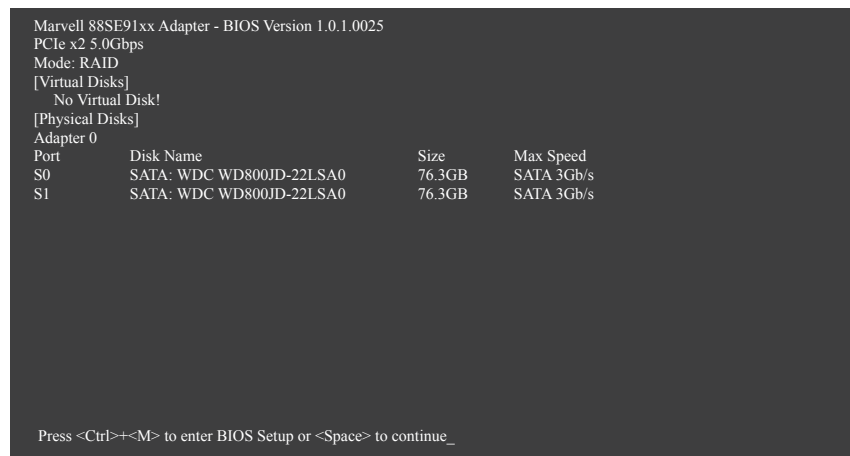 Marvell 88SE91xx Adapter - BIOS Version 1.0.1.0025
PCIe x2 5.0Gbps
Mode: RAID
[Virtual Disks]
No Virtual Disk!
[Physical Disks]
Adapter 0
Port Disk Name Size Max Speed
S0 SATA: WDC WD800JD-22LSA0 76.3GB SATA 3Gb/s
S1 SATA: WDC WD800JD-22LSA0 76.3GB SATA 3Gb/s
Press <Ctrl>+<M> to enter BIOS Setup or <Space> to continue_